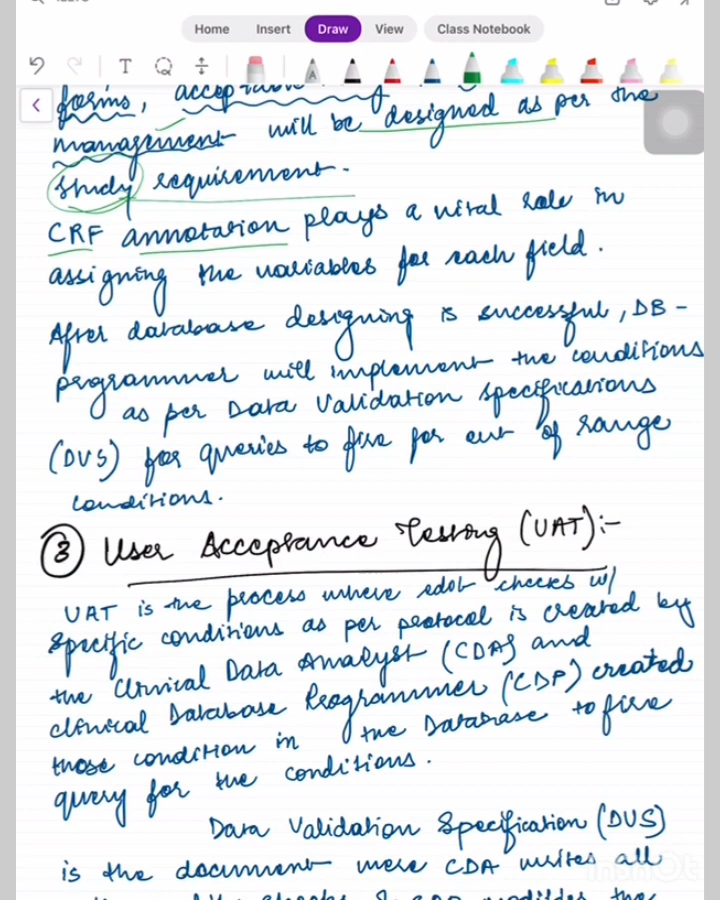 Home Insert Draw View Class Notebook
T
A
forms,
management will be designed as per the
study requirement.
CRF annotation plays a vital role in
assigning the variables for each field.
After database designing is successful, DB-
programmer will implement the conditions
as per Data Validation specifications
(DVS) for queries to fire for out of range
conditions.
③ User Acceptance Testing (UAT):-
UAT is the process where edit checks w/
specific conditions as per protocol is created by
the Clinical Data Analyst (CDA) and
clinical Database Programmer (CDP) created
those condition in the Database to fire
query for the conditions.
Data Validation Specification (DVS)
is the document were CDA writes all
the